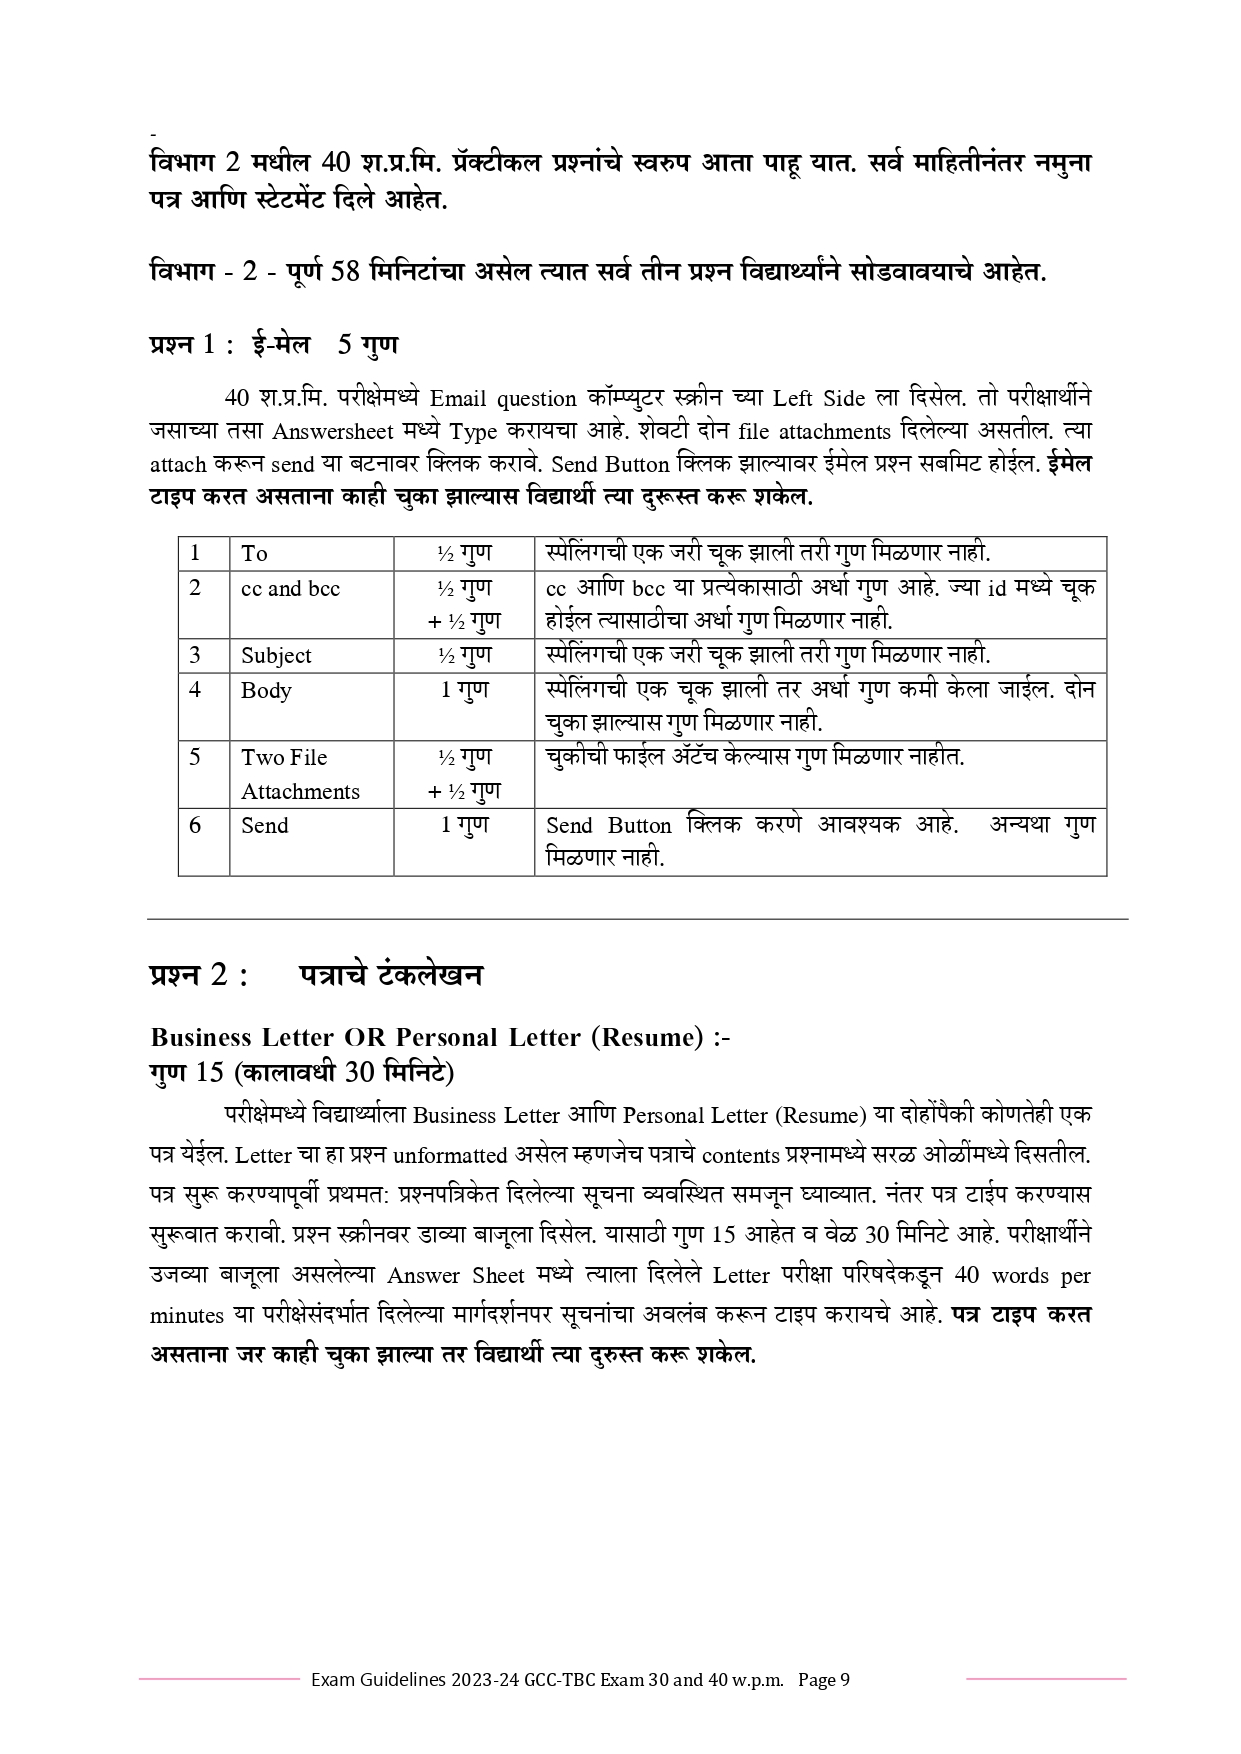 -
विभाग 2 मधील 40 श.प्र.मि. प्रॅक्टीकल प्रश्नांचे स्वरुप आता पाहू यात. सर्व माहितीनंतर नमुना
पत्र आणि स्टेटमेंट दिले आहेत.
विभाग - 2 - पूर्ण 58 मिनिटांचा असेल त्यात सर्व तीन प्रश्न विद्यार्थ्यांने सोडवावयाचे आहेत.
प्रश्न 1 : ई-मेल 5 गुण
40 श.प्र.मि. परीक्षेमध्ये Email question कॉम्प्युटर स्क्रीन च्या Left Side ला दिसेल. तो परीक्षार्थीने
जसाच्या तसा Answersheet मध्ये Type करायचा आहे. शेवटी दोन file attachments दिलेल्या असतील. त्या
attach करून send या बटनावर क्लिक करावे. Send Button क्लिक झाल्यावर ईमेल प्रश्न सबमिट होईल. ईमेल
टाइप करत असताना काही चुका झाल्यास विद्यार्थी त्या दुरूस्त करू शकेल.
1 To ½ गुण स्पेलिंगची एक जरी चूक झाली तरी गुण मिळणार नाही.
2 cc and bcc ½ गुण cc आणि bcc या प्रत्येकासाठी अर्धा गुण आहे. ज्या id मध्ये चूक
+ ½ गुण होईल त्यासाठीचा अर्धा गुण मिळणार नाही.
3 Subject ½ गुण स्पेलिंगची एक जरी चूक झाली तरी गुण मिळणार नाही.
4 Body 1 गुण स्पेलिंगची एक चूक झाली तर अर्धा गुण कमी केला जाईल. दोन
चुका झाल्यास गुण मिळणार नाही.
5 Two File ½ गुण चुकीची फाईल ॲटॅच केल्यास गुण मिळणार नाहीत.
Attachments + ½ गुण
6 Send 1 गुण Send Button क्लिक करणे आवश्यक आहे. अन्यथा गुण
मिळणार नाही.
प्रश्न 2 : पत्राचे टंकलेखन
Business Letter OR Personal Letter (Resume) :-
गुण 15 (कालावधी 30 मिनिटे)
परीक्षेमध्ये विद्यार्थ्याला Business Letter आणि Personal Letter (Resume) या दोहोंपैकी कोणतेही एक
पत्र येईल. Letter चा हा प्रश्न unformatted असेल म्हणजेच पत्राचे contents प्रश्नामध्ये सरळ ओळींमध्ये दिसतील.
पत्र सुरू करण्यापूर्वी प्रथमत: प्रश्नपत्रिकेत दिलेल्या सूचना व्यवस्थित समजून घ्याव्यात. नंतर पत्र टाईप करण्यास
सुरूवात करावी. प्रश्न स्क्रीनवर डाव्या बाजूला दिसेल. यासाठी गुण 15 आहेत व वेळ 30 मिनिटे आहे. परीक्षार्थीने
उजव्या बाजूला असलेल्या Answer Sheet मध्ये त्याला दिलेले Letter परीक्षा परिषदेकडून 40 words per
minutes या परीक्षेसंदर्भात दिलेल्या मार्गदर्शनपर सूचनांचा अवलंब करून टाइप करायचे आहे. पत्र टाइप करत
असताना जर काही चुका झाल्या तर विद्यार्थी त्या दुरुस्त करू शकेल.
Exam Guidelines 2023-24 GCC-TBC Exam 30 and 40 w.p.m. Page 9